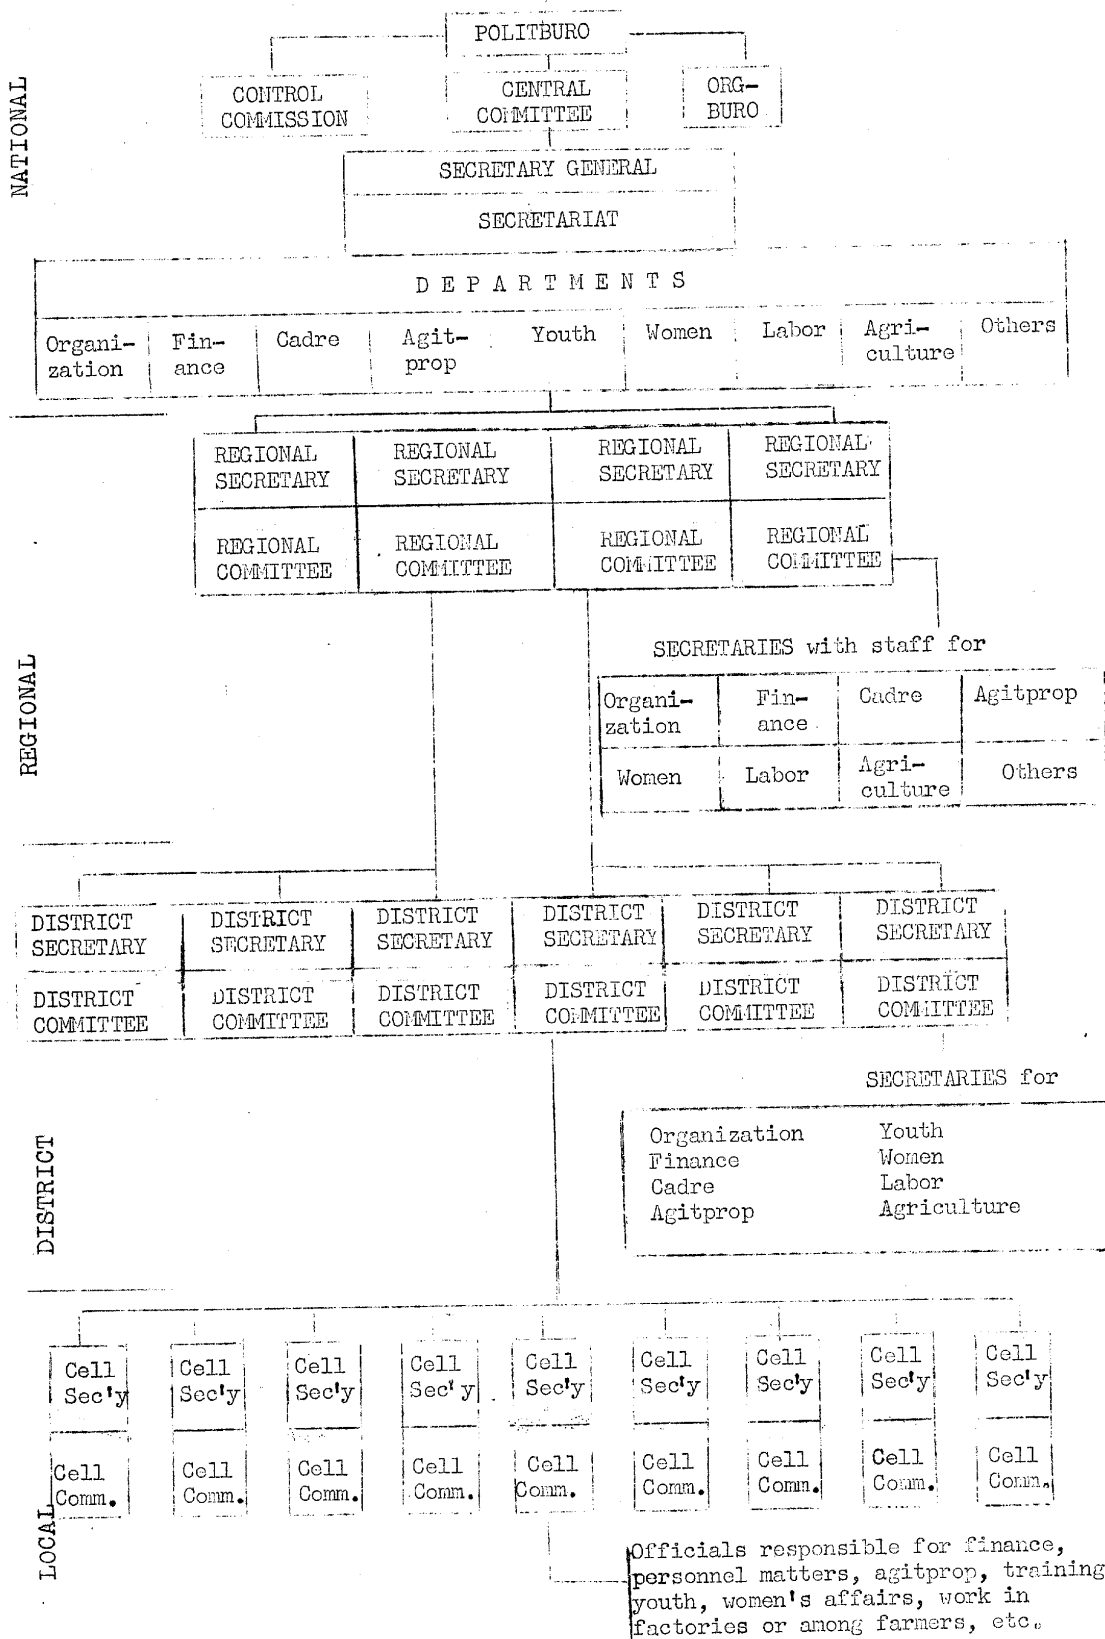 NATIONAL
POLITBURO
CONTROL
COMMISSION
CENTRAL
COMMITTEE
ORG-
BURO
SECRETARY GENERAL
SECRETARIAT
DEPARTMENTS
Organi-
zation
Fin-
ance
Cadre
Agit-
prop
Youth
Women
Labor
Agri-
culture
Others
REGIONAL
REGIONAL
SECRETARY
REGIONAL
SECRETARY
REGIONAL
SECRETARY
REGIONAL
SECRETARY
REGIONAL
COMMITTEE
REGIONAL
COMMITTEE
REGIONAL
COMMITTEE
REGIONAL
COMMITTEE
SECRETARIES with staff for
Organi-
zation
Fin-
ance
Cadre
Agitprop
Women
Labor
Agri-
culture
Others
DISTRICT
DISTRICT
SECRETARY
DISTRICT
SECRETARY
DISTRICT
SECRETARY
DISTRICT
SECRETARY
DISTRICT
SECRETARY
DISTRICT
SECRETARY
DISTRICT
COMMITTEE
DISTRICT
COMMITTEE
DISTRICT
COMMITTEE
DISTRICT
COMMITTEE
DISTRICT
COMMITTEE
DISTRICT
COMMITTEE
SECRETARIES for
Organization
Finance
Cadre
Agitprop
Youth
Women
Labor
Agriculture
LOCAL
Cell
Sec'y
Cell
Sec'y
Cell
Sec'y
Cell
Sec'y
Cell
Sec'y
Cell
Sec'y
Cell
Sec'y
Cell
Sec'y
Cell
Sec'y
Cell
Comm.
Cell
Comm.
Cell
Comm.
Cell
Comm.
Cell
Comm.
Cell
Comm.
Cell
Comm.
Cell
Comm.
Cell
Comm.
Officials responsible for finance,
personnel matters, agitprop, training
youth, women's affairs, work in
factories or among farmers, etc.